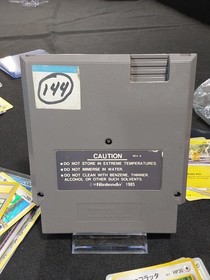 144
CAUTION
REV-A
● DO NOT STORE IN EXTREME TEMPERATURES.
● DO NOT IMMERSE IN WATER.
● DO NOT CLEAN WITH BENZENE, THINNER,
ALCOHOL OR OTHER SUCH SOLVENTS.
©Nintendo 1985